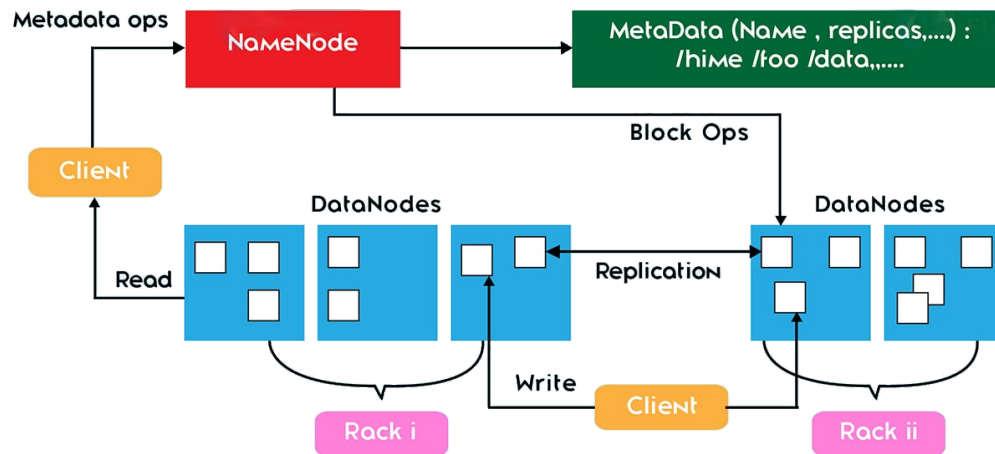 Metadata ops
NameNode
MetaData (Name , replicas,....) :
/hime /foo /data,,....
Block Ops
Client
DataNodes
DataNodes
Read
Replication
Write
Client
Rack i
Rack ii